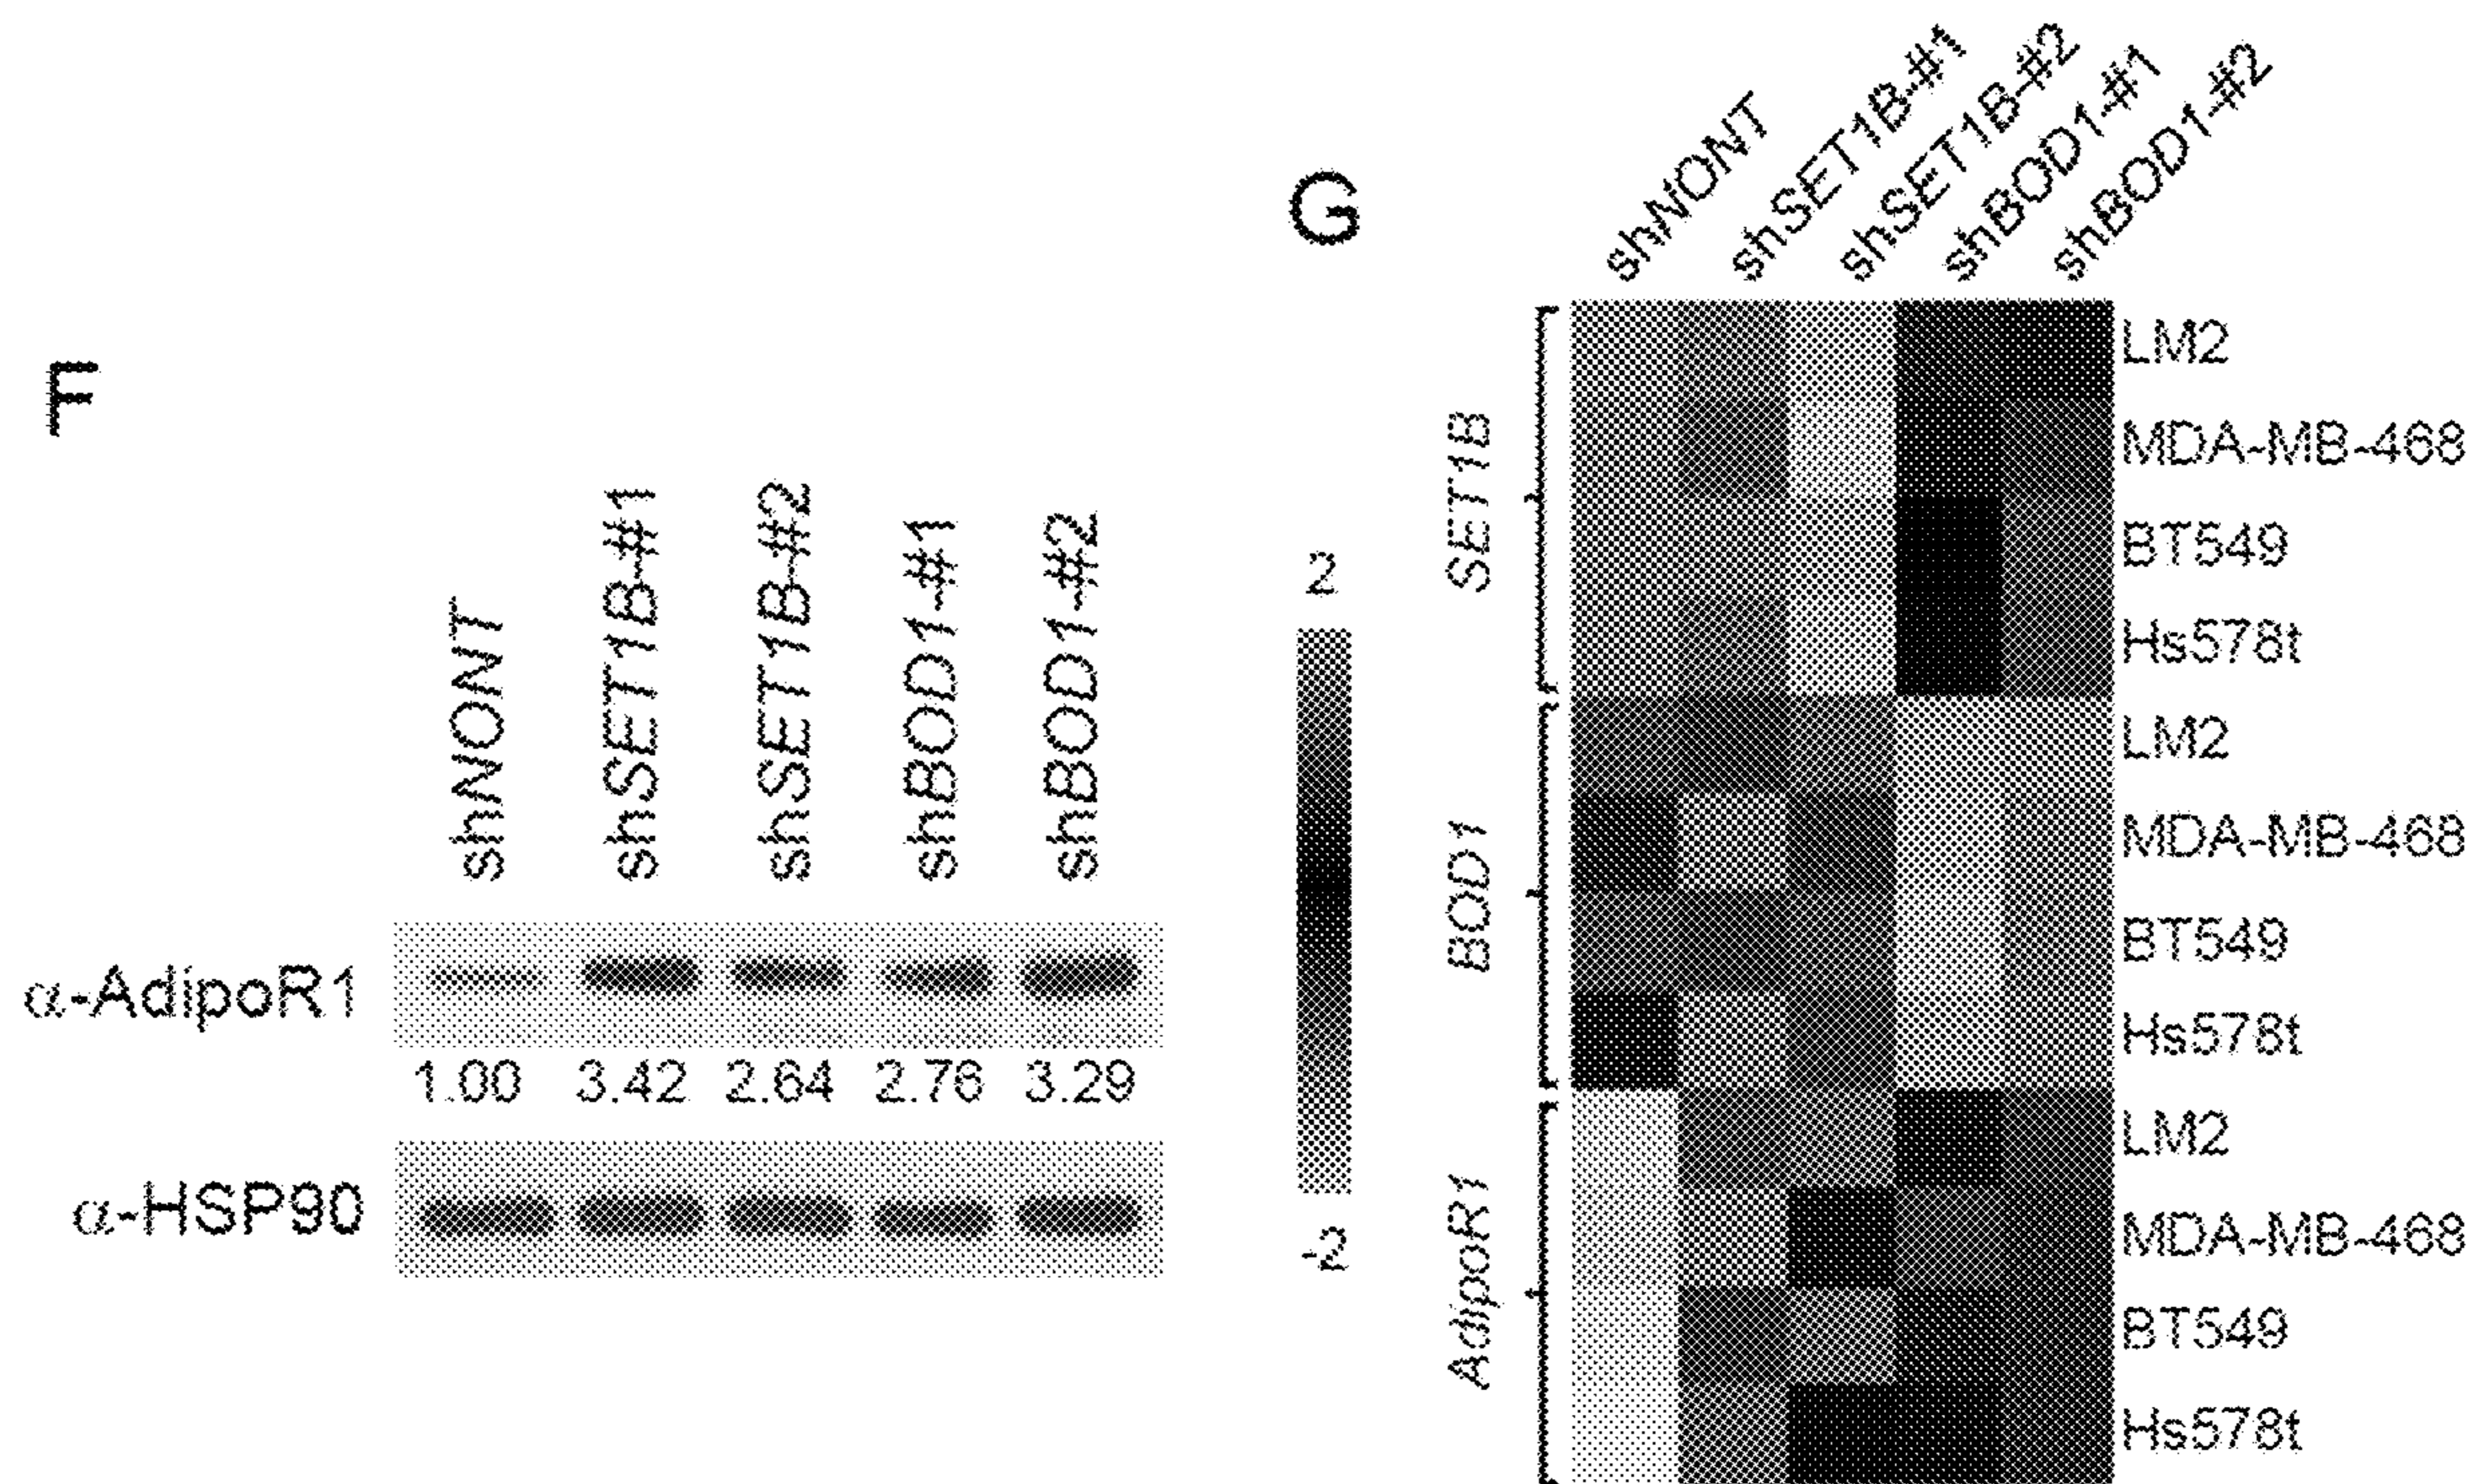 F
shNONT
shSET1B-#1
shSET1B-#2
shBOD1-#1
shBOD1-#2
α-AdipoR1
1.00 3.42 2.64 2.76 3.29
α-HSP90
G
2
-2
shNONT
shSET1B-#1
shSET1B-#2
shBOD1-#1
shBOD1-#2
SET1B
LM2
MDA-MB-468
BT549
Hs578t
BOD1
LM2
MDA-MB-468
BT549
Hs578t
AdipoR1
LM2
MDA-MB-468
BT549
Hs578t